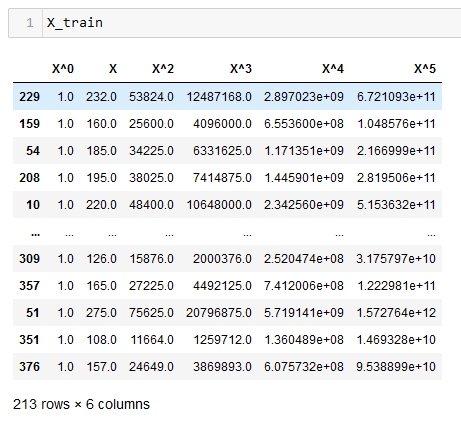 1 X_train
X^0 X X^2 X^3 X^4 X^5
229 1.0 232.0 53824.0 12487168.0 2.897023e+09 6.721093e+11
159 1.0 160.0 25600.0 4096000.0 6.553600e+08 1.048576e+11
54 1.0 185.0 34225.0 6331625.0 1.171351e+09 2.166999e+11
208 1.0 195.0 38025.0 7414875.0 1.445901e+09 2.819506e+11
10 1.0 220.0 48400.0 10648000.0 2.342560e+09 5.153632e+11
... ... ... ... ... ... ...
309 1.0 126.0 15876.0 2000376.0 2.520474e+08 3.175797e+10
357 1.0 165.0 27225.0 4492125.0 7.412006e+08 1.222981e+11
51 1.0 275.0 75625.0 20796875.0 5.719141e+09 1.572764e+12
351 1.0 108.0 11664.0 1259712.0 1.360489e+08 1.469328e+10
376 1.0 157.0 24649.0 3869893.0 6.075732e+08 9.538899e+10
213 rows × 6 columns